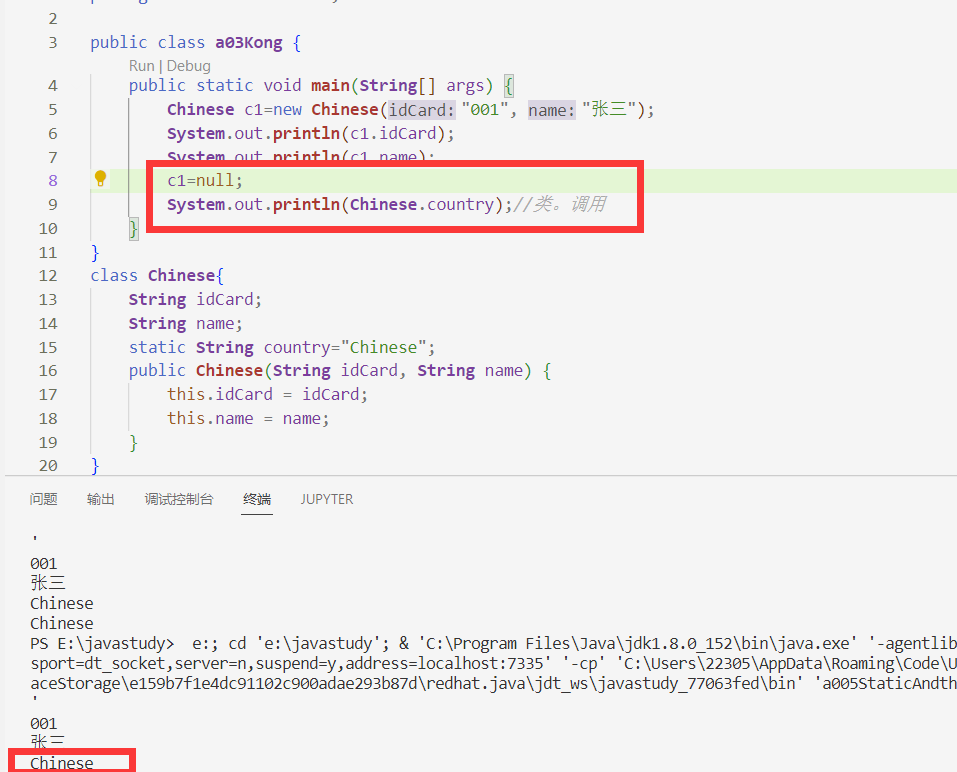 2
3 public class a03Kong {
Run | Debug
4 public static void main(String[] args) {
5 Chinese c1=new Chinese(idCard:"001", name:"张三");
6 System.out.println(c1.idCard);
7 System.out.println(c1.name);
8 c1=null;
9 System.out.println(Chinese.country);//类。调用
10 }
11 }
12 class Chinese{
13 String idCard;
14 String name;
15 static String country="Chinese";
16 public Chinese(String idCard, String name) {
17 this.idCard = idCard;
18 this.name = name;
19 }
20 }
问题 输出 调试控制台 终端 JUPYTER
'
001
张三
Chinese
Chinese
PS E:\javastudy> e:; cd 'e:\javastudy'; & 'C:\Program Files\Java\jdk1.8.0_152\bin\java.exe' '-agentlib
sport=dt_socket,server=n,suspend=y,address=localhost:7335' '-cp' 'C:\Users\22305\AppData\Roaming\Code\U
aceStorage\e159b7f1e4dc91102c900adae293b87d\redhat.java\jdt_ws\javastudy_77063fed\bin' 'a005StaticAndth
'
001
张三
Chinese